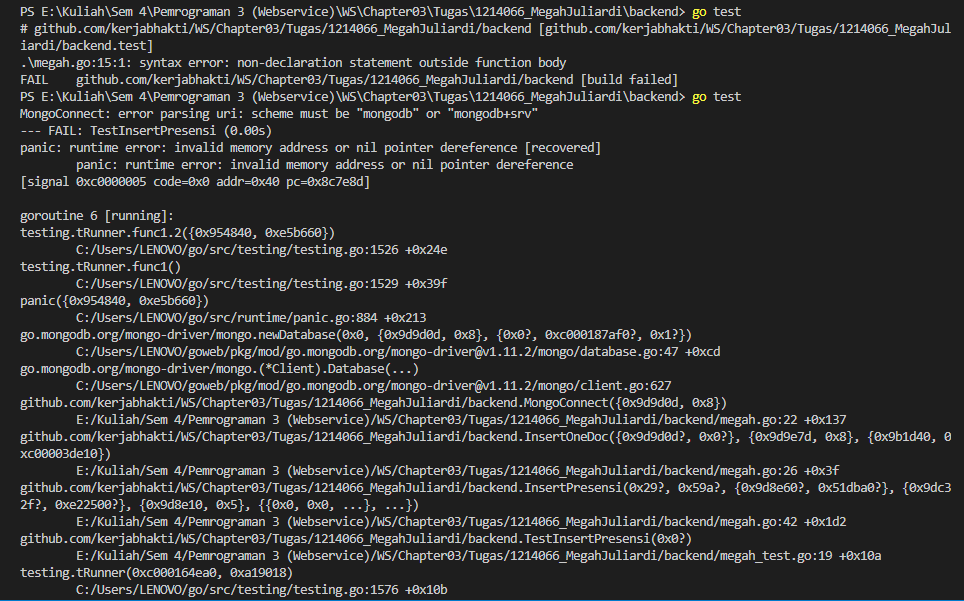 PS E:\Kuliah\Sem 4\Pemrograman 3 (Webservice)\WS\Chapter03\Tugas\1214066_MegahJuliardi\backend> go test
# github.com/kerjabhakti/WS/Chapter03/Tugas/1214066_MegahJuliardi/backend [github.com/kerjabhakti/WS/Chapter03/Tugas/1214066_MegahJul
iardi/backend.test]
.\megah.go:15:1: syntax error: non-declaration statement outside function body
FAIL    github.com/kerjabhakti/WS/Chapter03/Tugas/1214066_MegahJuliardi/backend [build failed]
PS E:\Kuliah\Sem 4\Pemrograman 3 (Webservice)\WS\Chapter03\Tugas\1214066_MegahJuliardi\backend> go test
MongoConnect: error parsing uri: scheme must be "mongodb" or "mongodb+srv"
--- FAIL: TestInsertPresensi (0.00s)
panic: runtime error: invalid memory address or nil pointer dereference [recovered]
        panic: runtime error: invalid memory address or nil pointer dereference
[signal 0xc0000005 code=0x0 addr=0x40 pc=0x8c7e8d]
goroutine 6 [running]:
testing.tRunner.func1.2({0x954840, 0xe5b660})
        C:/Users/LENOVO/go/src/testing/testing.go:1526 +0x24e
testing.tRunner.func1()
        C:/Users/LENOVO/go/src/testing/testing.go:1529 +0x39f
panic({0x954840, 0xe5b660})
        C:/Users/LENOVO/go/src/runtime/panic.go:884 +0x213
go.mongodb.org/mongo-driver/mongo.newDatabase(0x0, {0x9d9d0d, 0x8}, {0x0?, 0xc000187af0?, 0x1?})
        C:/Users/LENOVO/goweb/pkg/mod/go.mongodb.org/mongo-driver@v1.11.2/mongo/database.go:47 +0xcd
go.mongodb.org/mongo-driver/mongo.(*Client).Database(...)
        C:/Users/LENOVO/goweb/pkg/mod/go.mongodb.org/mongo-driver@v1.11.2/mongo/client.go:627
github.com/kerjabhakti/WS/Chapter03/Tugas/1214066_MegahJuliardi/backend.MongoConnect({0x9d9d0d, 0x8})
        E:/Kuliah/Sem 4/Pemrograman 3 (Webservice)/WS/Chapter03/Tugas/1214066_MegahJuliardi/backend/megah.go:22 +0x137
github.com/kerjabhakti/WS/Chapter03/Tugas/1214066_MegahJuliardi/backend.InsertOneDoc({0x9d9d0d?, 0x0?}, {0x9d9e7d, 0x8}, {0x9b1d40, 0
xc00003de10})
        E:/Kuliah/Sem 4/Pemrograman 3 (Webservice)/WS/Chapter03/Tugas/1214066_MegahJuliardi/backend/megah.go:26 +0x3f
github.com/kerjabhakti/WS/Chapter03/Tugas/1214066_MegahJuliardi/backend.InsertPresensi(0x29?, 0x59a?, {0x9d8e60?, 0x51dba0?}, {0x9dc3
2f?, 0xe22500?}, {0x9d8e10, 0x5}, {{0x0, 0x0, ...}, ...})
        E:/Kuliah/Sem 4/Pemrograman 3 (Webservice)/WS/Chapter03/Tugas/1214066_MegahJuliardi/backend/megah.go:42 +0x1d2
github.com/kerjabhakti/WS/Chapter03/Tugas/1214066_MegahJuliardi/backend.TestInsertPresensi(0x0?)
        E:/Kuliah/Sem 4/Pemrograman 3 (Webservice)/WS/Chapter03/Tugas/1214066_MegahJuliardi/backend/megah_test.go:19 +0x10a
testing.tRunner(0xc000164ea0, 0xa19018)
        C:/Users/LENOVO/go/src/testing/testing.go:1576 +0x10b